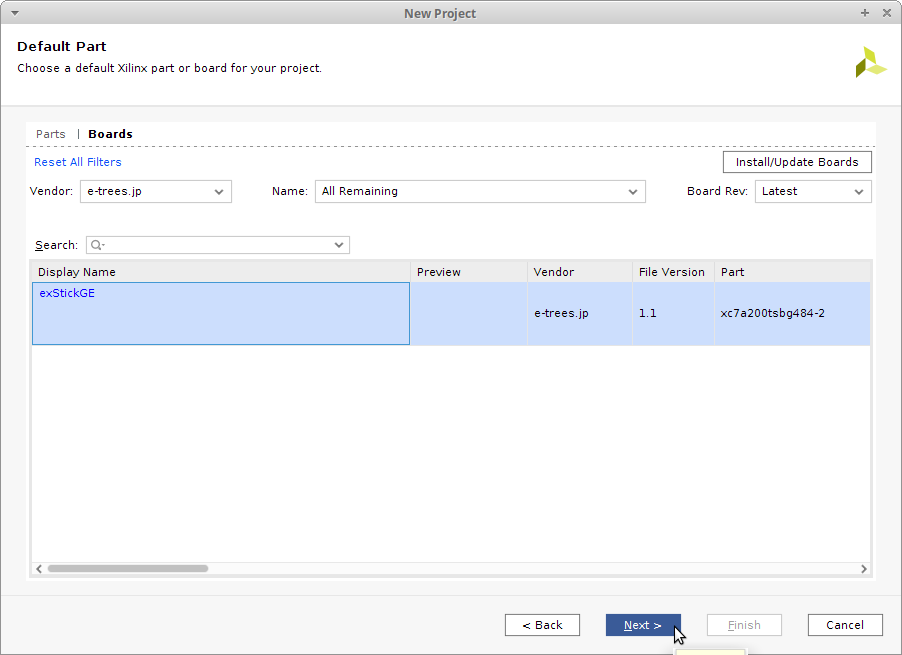 New Project
Default Part
Choose a default Xilinx part or board for your project.
Parts | Boards
Reset All Filters
Install/Update Boards
Vendor: e-trees.jp Name: All Remaining Board Rev: Latest
Search:
Display Name Preview Vendor File Version Part
exStickGE
e-trees.jp 1.1 xc7a200tsbg484-2
< Back Next > Finish Cancel